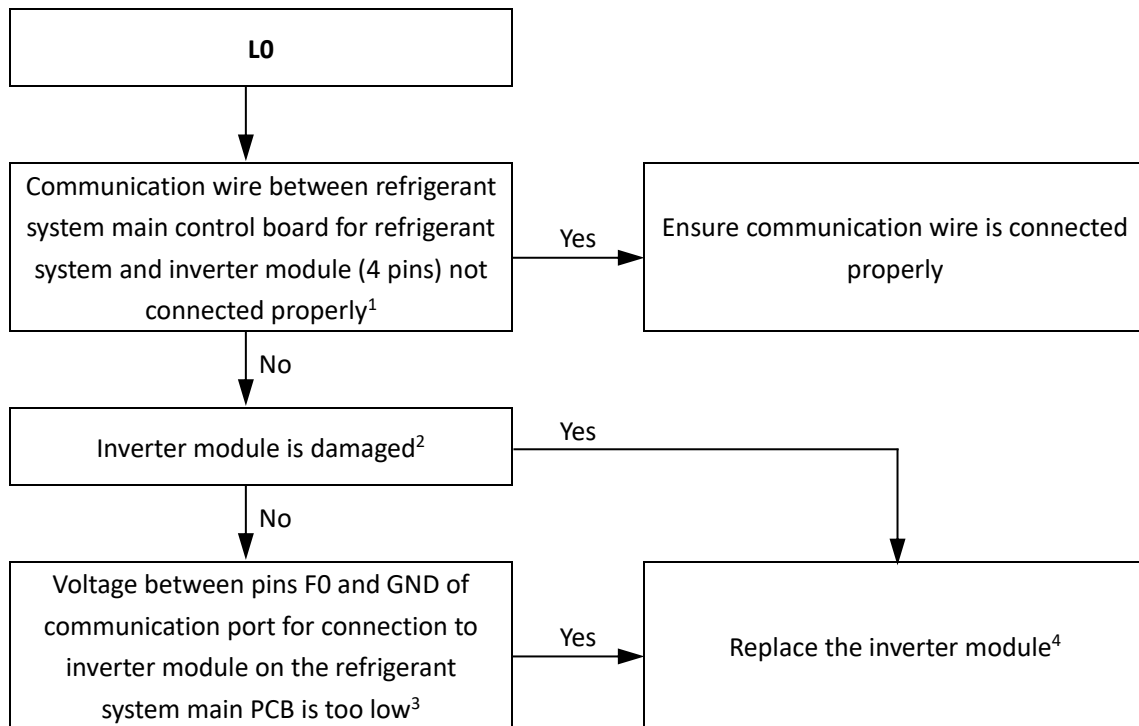 L0
Communication wire between refrigerant
system main control board for refrigerant
system and inverter module (4 pins) not
connected properly¹
Yes
Ensure communication wire is connected
properly
No
Inverter module is damaged²
Yes
No
Voltage between pins F0 and GND of
communication port for connection to
inverter module on the refrigerant
system main PCB is too low³
Yes
Replace the inverter module⁴